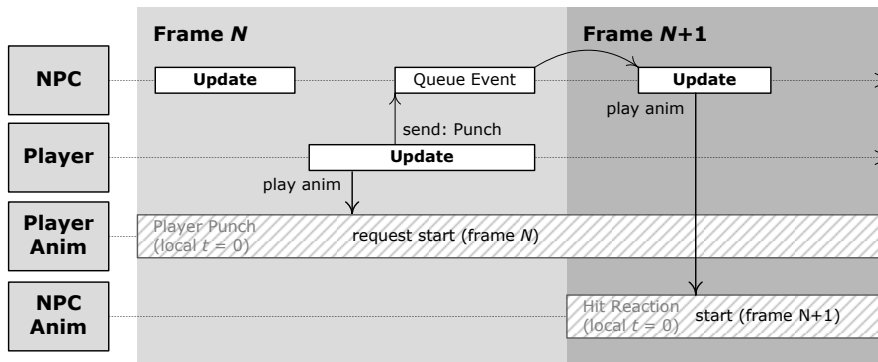 Frame N
Frame N+1
NPC
Update
Queue Event
Update
play anim
send: Punch
Player
Update
play anim
Player
Anim
Player Punch
(local t = 0)
request start (frame N)
NPC
Anim
Hit Reaction
(local t = 0)
start (frame N+1)